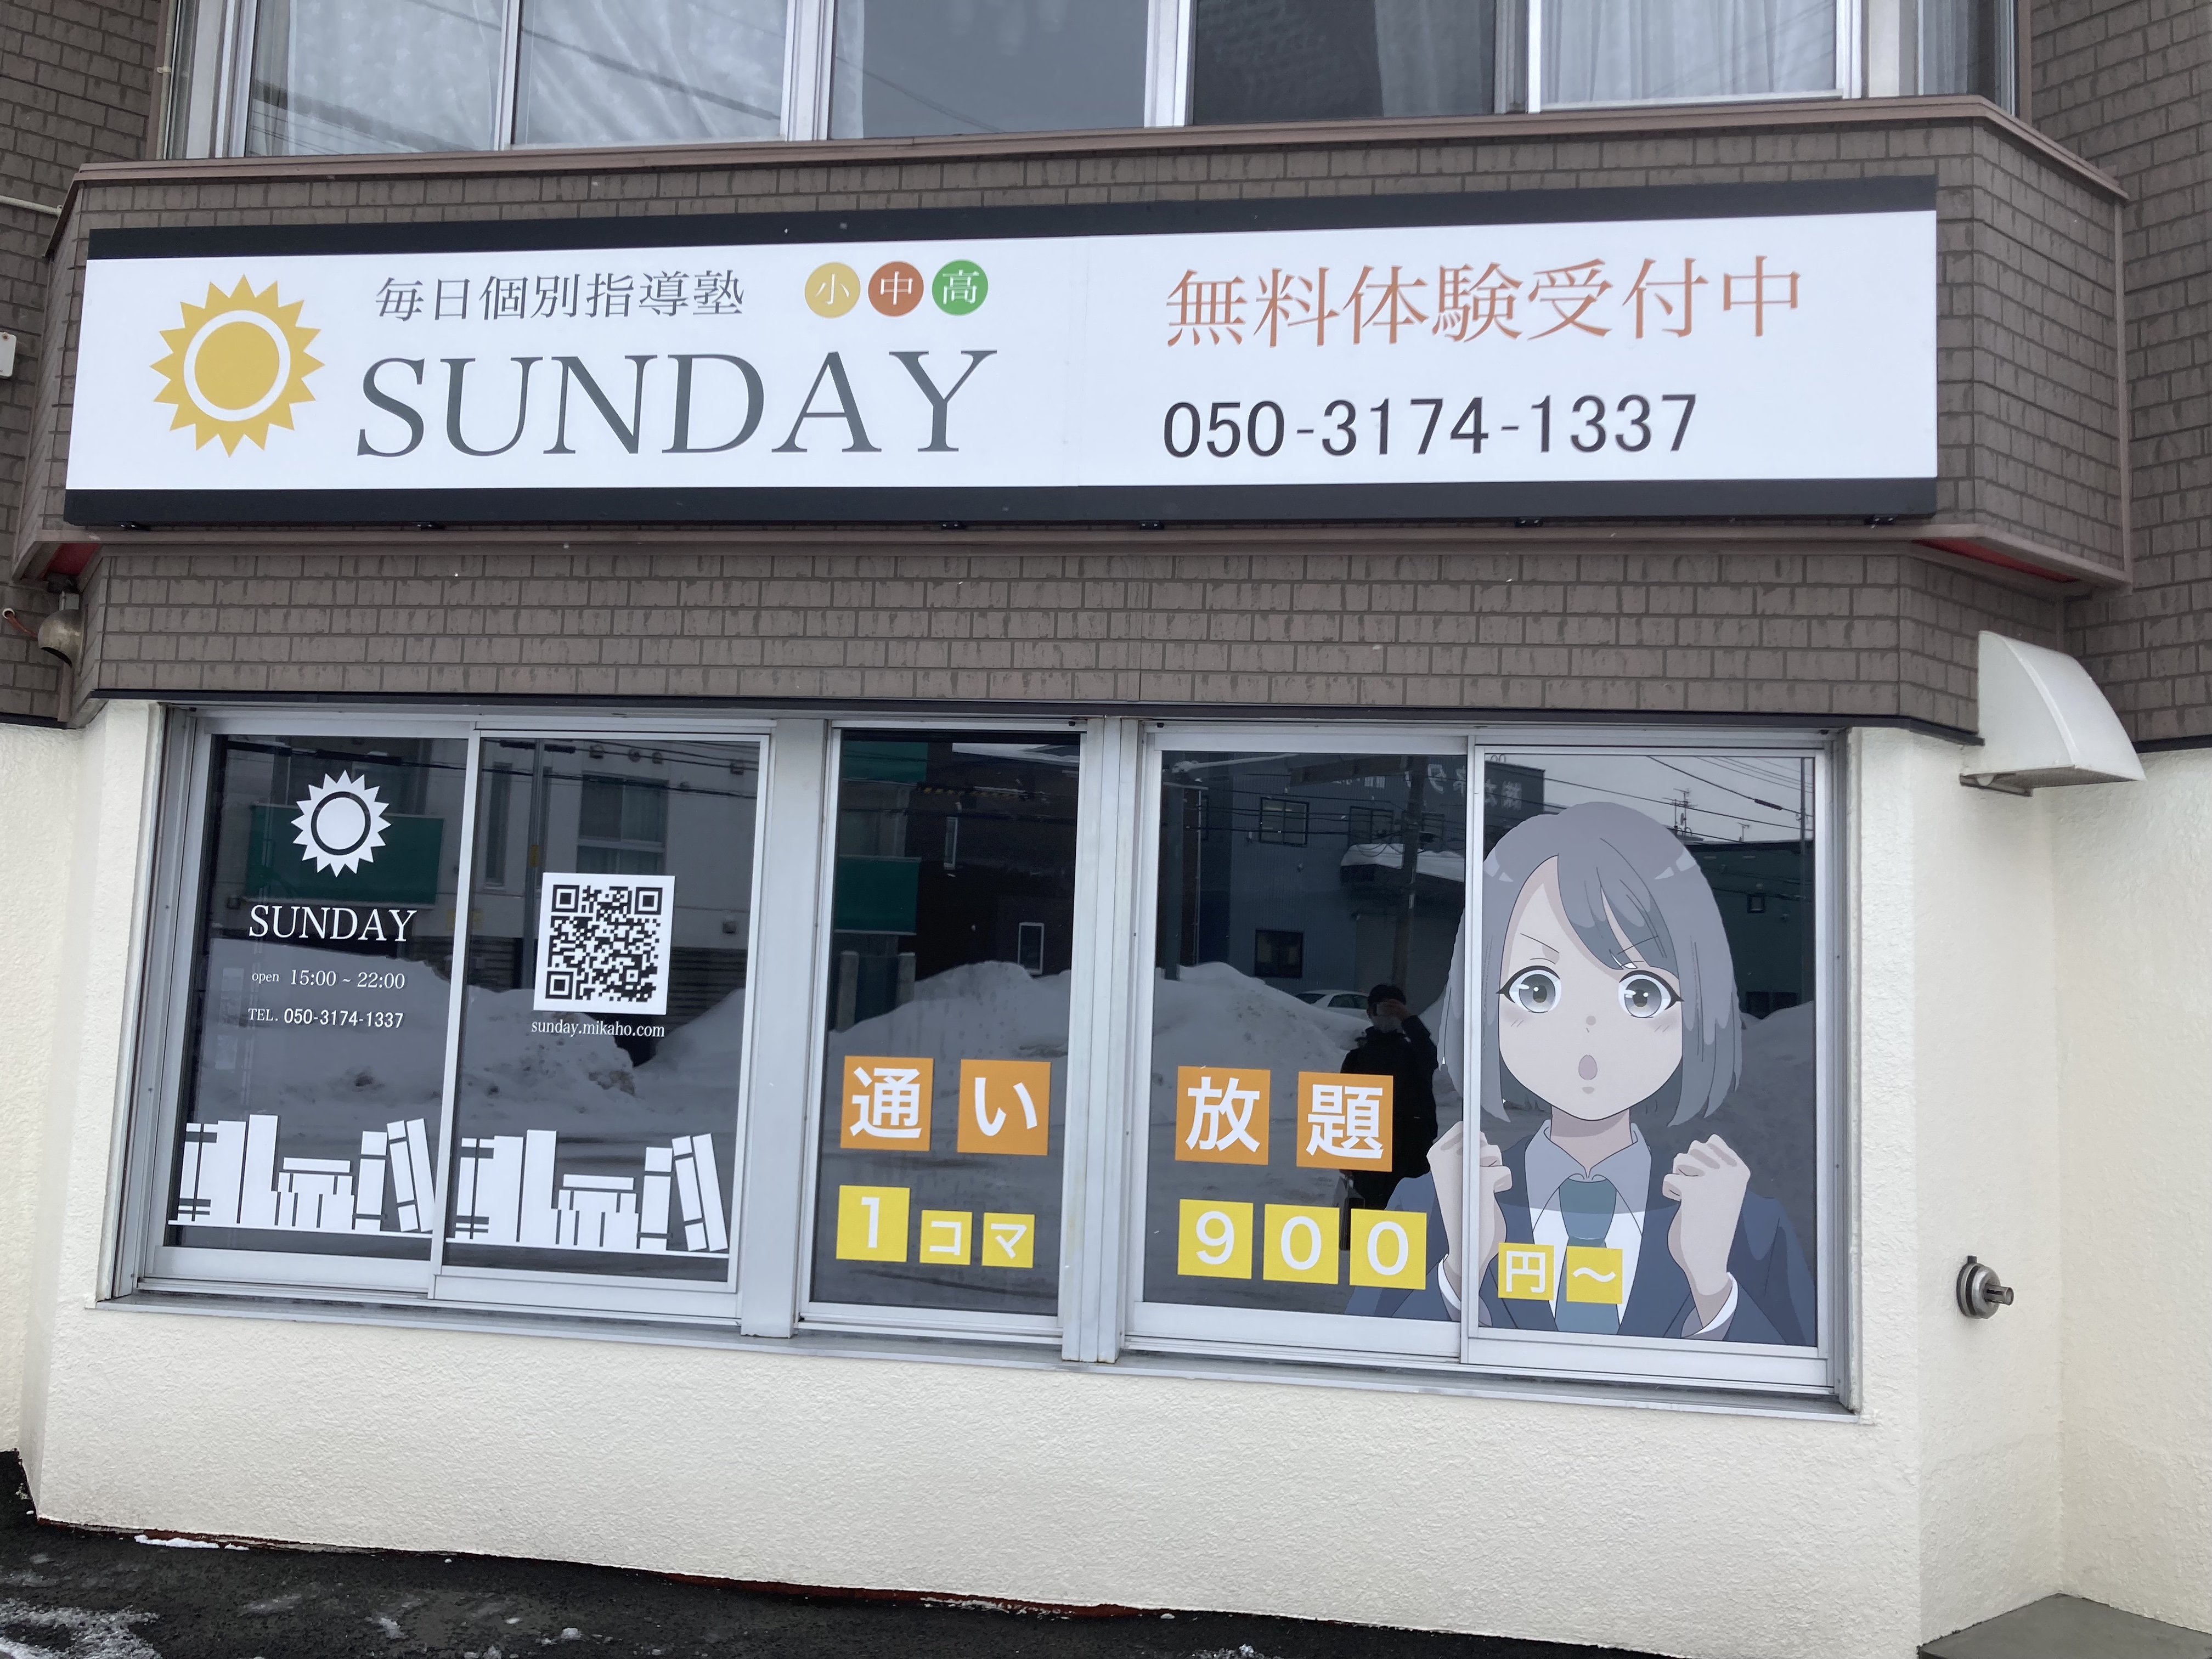 毎日個別指導塾 小中高
SUNDAY
無料体験受付中
050-3174-1337
SUNDAY
open 15:00 ~ 22:00
TEL. 050-3174-1337
sunday.mikaho.com
通い放題
1コマ900円〜